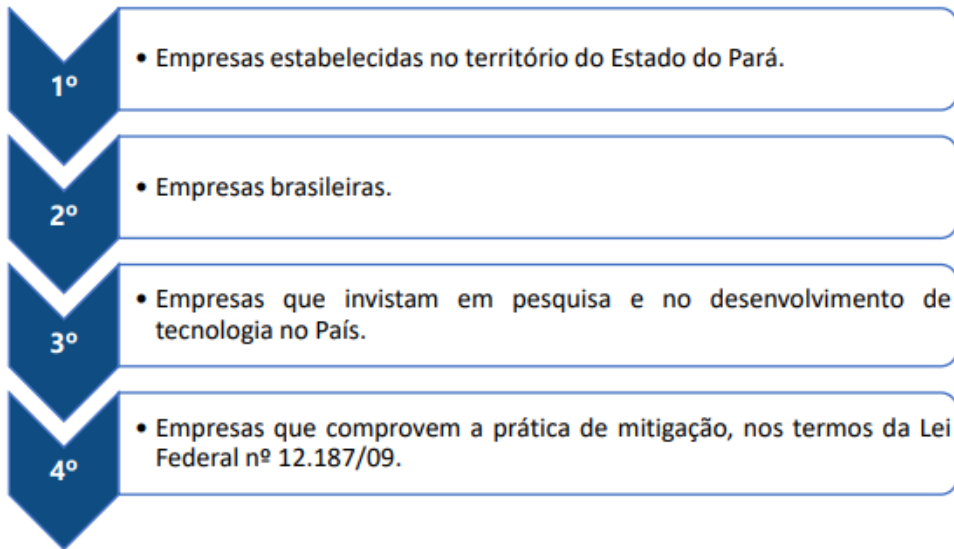 1º
• Empresas estabelecidas no território do Estado do Pará.
2º
• Empresas brasileiras.
3º
• Empresas que invistam em pesquisa e no desenvolvimento de
tecnologia no País.
4º
• Empresas que comprovem a prática de mitigação, nos termos da Lei
Federal nº 12.187/09.